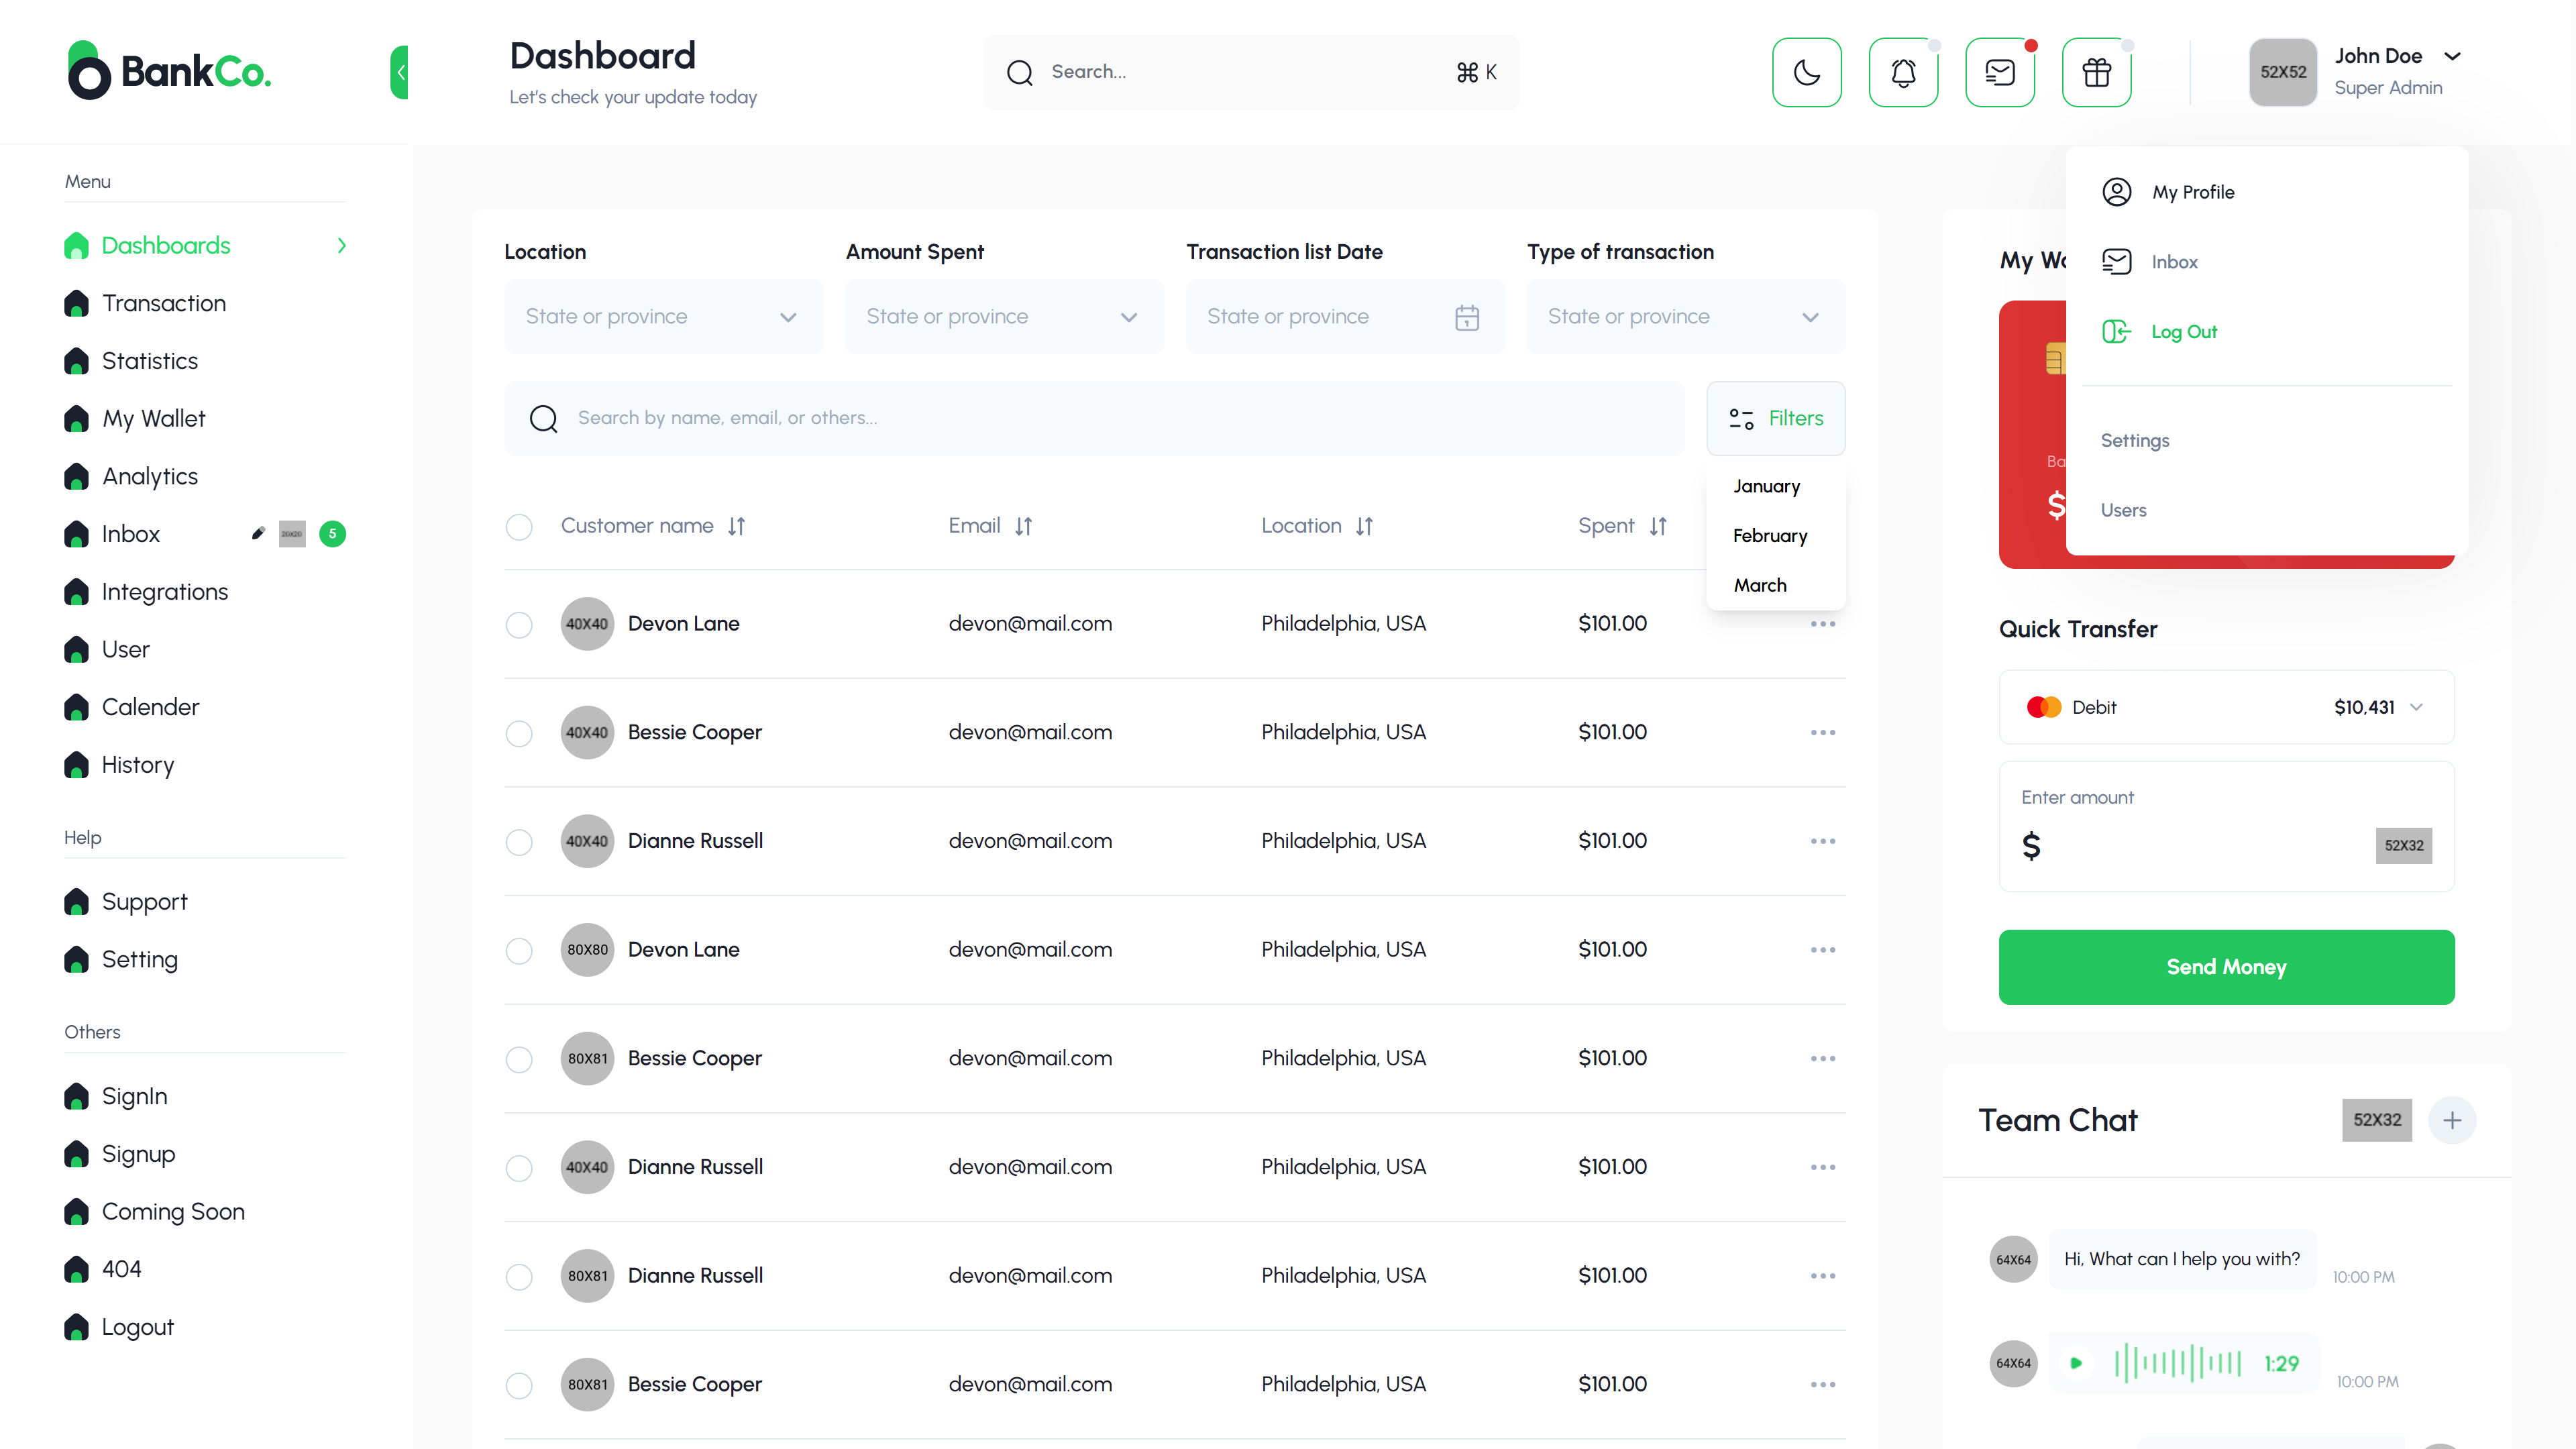 BankCo.
Dashboard
Let's check your update today
Search...
⌘ K
52X52
John Doe
Super Admin
Menu
Dashboards
Transaction
Statistics
My Wallet
Analytics
Inbox
20X20
5
Integrations
User
Calender
History
Help
Support
Setting
Others
SignIn
Signup
Coming Soon
404
Logout
Location
Amount Spent
Transaction list Date
Type of transaction
State or province
State or province
State or province
State or province
Search by name, email, or others...
Filters
January
February
March
Customer name
Email
Location
Spent
40X40 Devon Lane devon@mail.com Philadelphia, USA $101.00
40X40 Bessie Cooper devon@mail.com Philadelphia, USA $101.00
40X40 Dianne Russell devon@mail.com Philadelphia, USA $101.00
80X80 Devon Lane devon@mail.com Philadelphia, USA $101.00
80X81 Bessie Cooper devon@mail.com Philadelphia, USA $101.00
40X40 Dianne Russell devon@mail.com Philadelphia, USA $101.00
80X81 Dianne Russell devon@mail.com Philadelphia, USA $101.00
80X81 Bessie Cooper devon@mail.com Philadelphia, USA $101.00
My Profile
Inbox
Log Out
Settings
Users
My
Ba
$
Quick Transfer
Debit
$10,431
Enter amount
$
52X32
Send Money
Team Chat
52X32
64X64
Hi, What can I help you with?
10:00 PM
64X64
1:29
10:00 PM